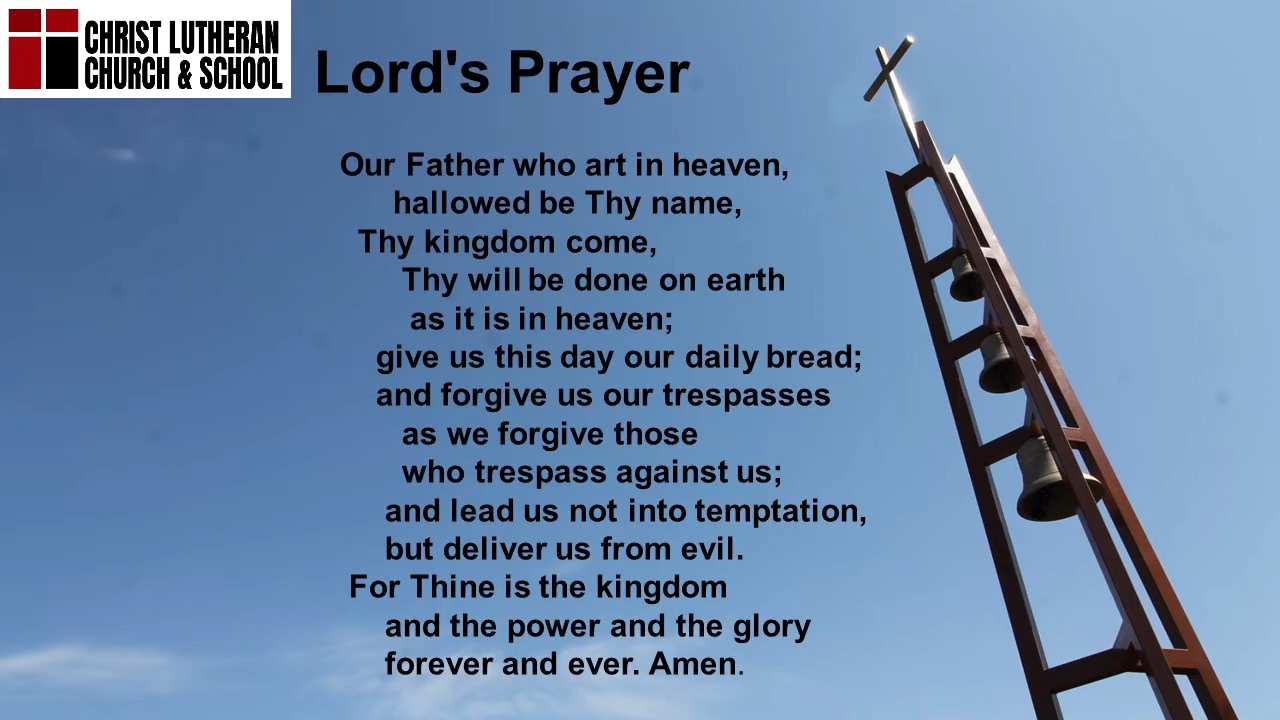 CHRIST LUTHERAN
CHURCH & SCHOOL
Lord's Prayer
Our Father who art in heaven,
hallowed be Thy name,
Thy kingdom come,
Thy will be done on earth
as it is in heaven;
give us this day our daily bread;
and forgive us our trespasses
as we forgive those
who trespass against us;
and lead us not into temptation,
but deliver us from evil.
For Thine is the kingdom
and the power and the glory
forever and ever. Amen.